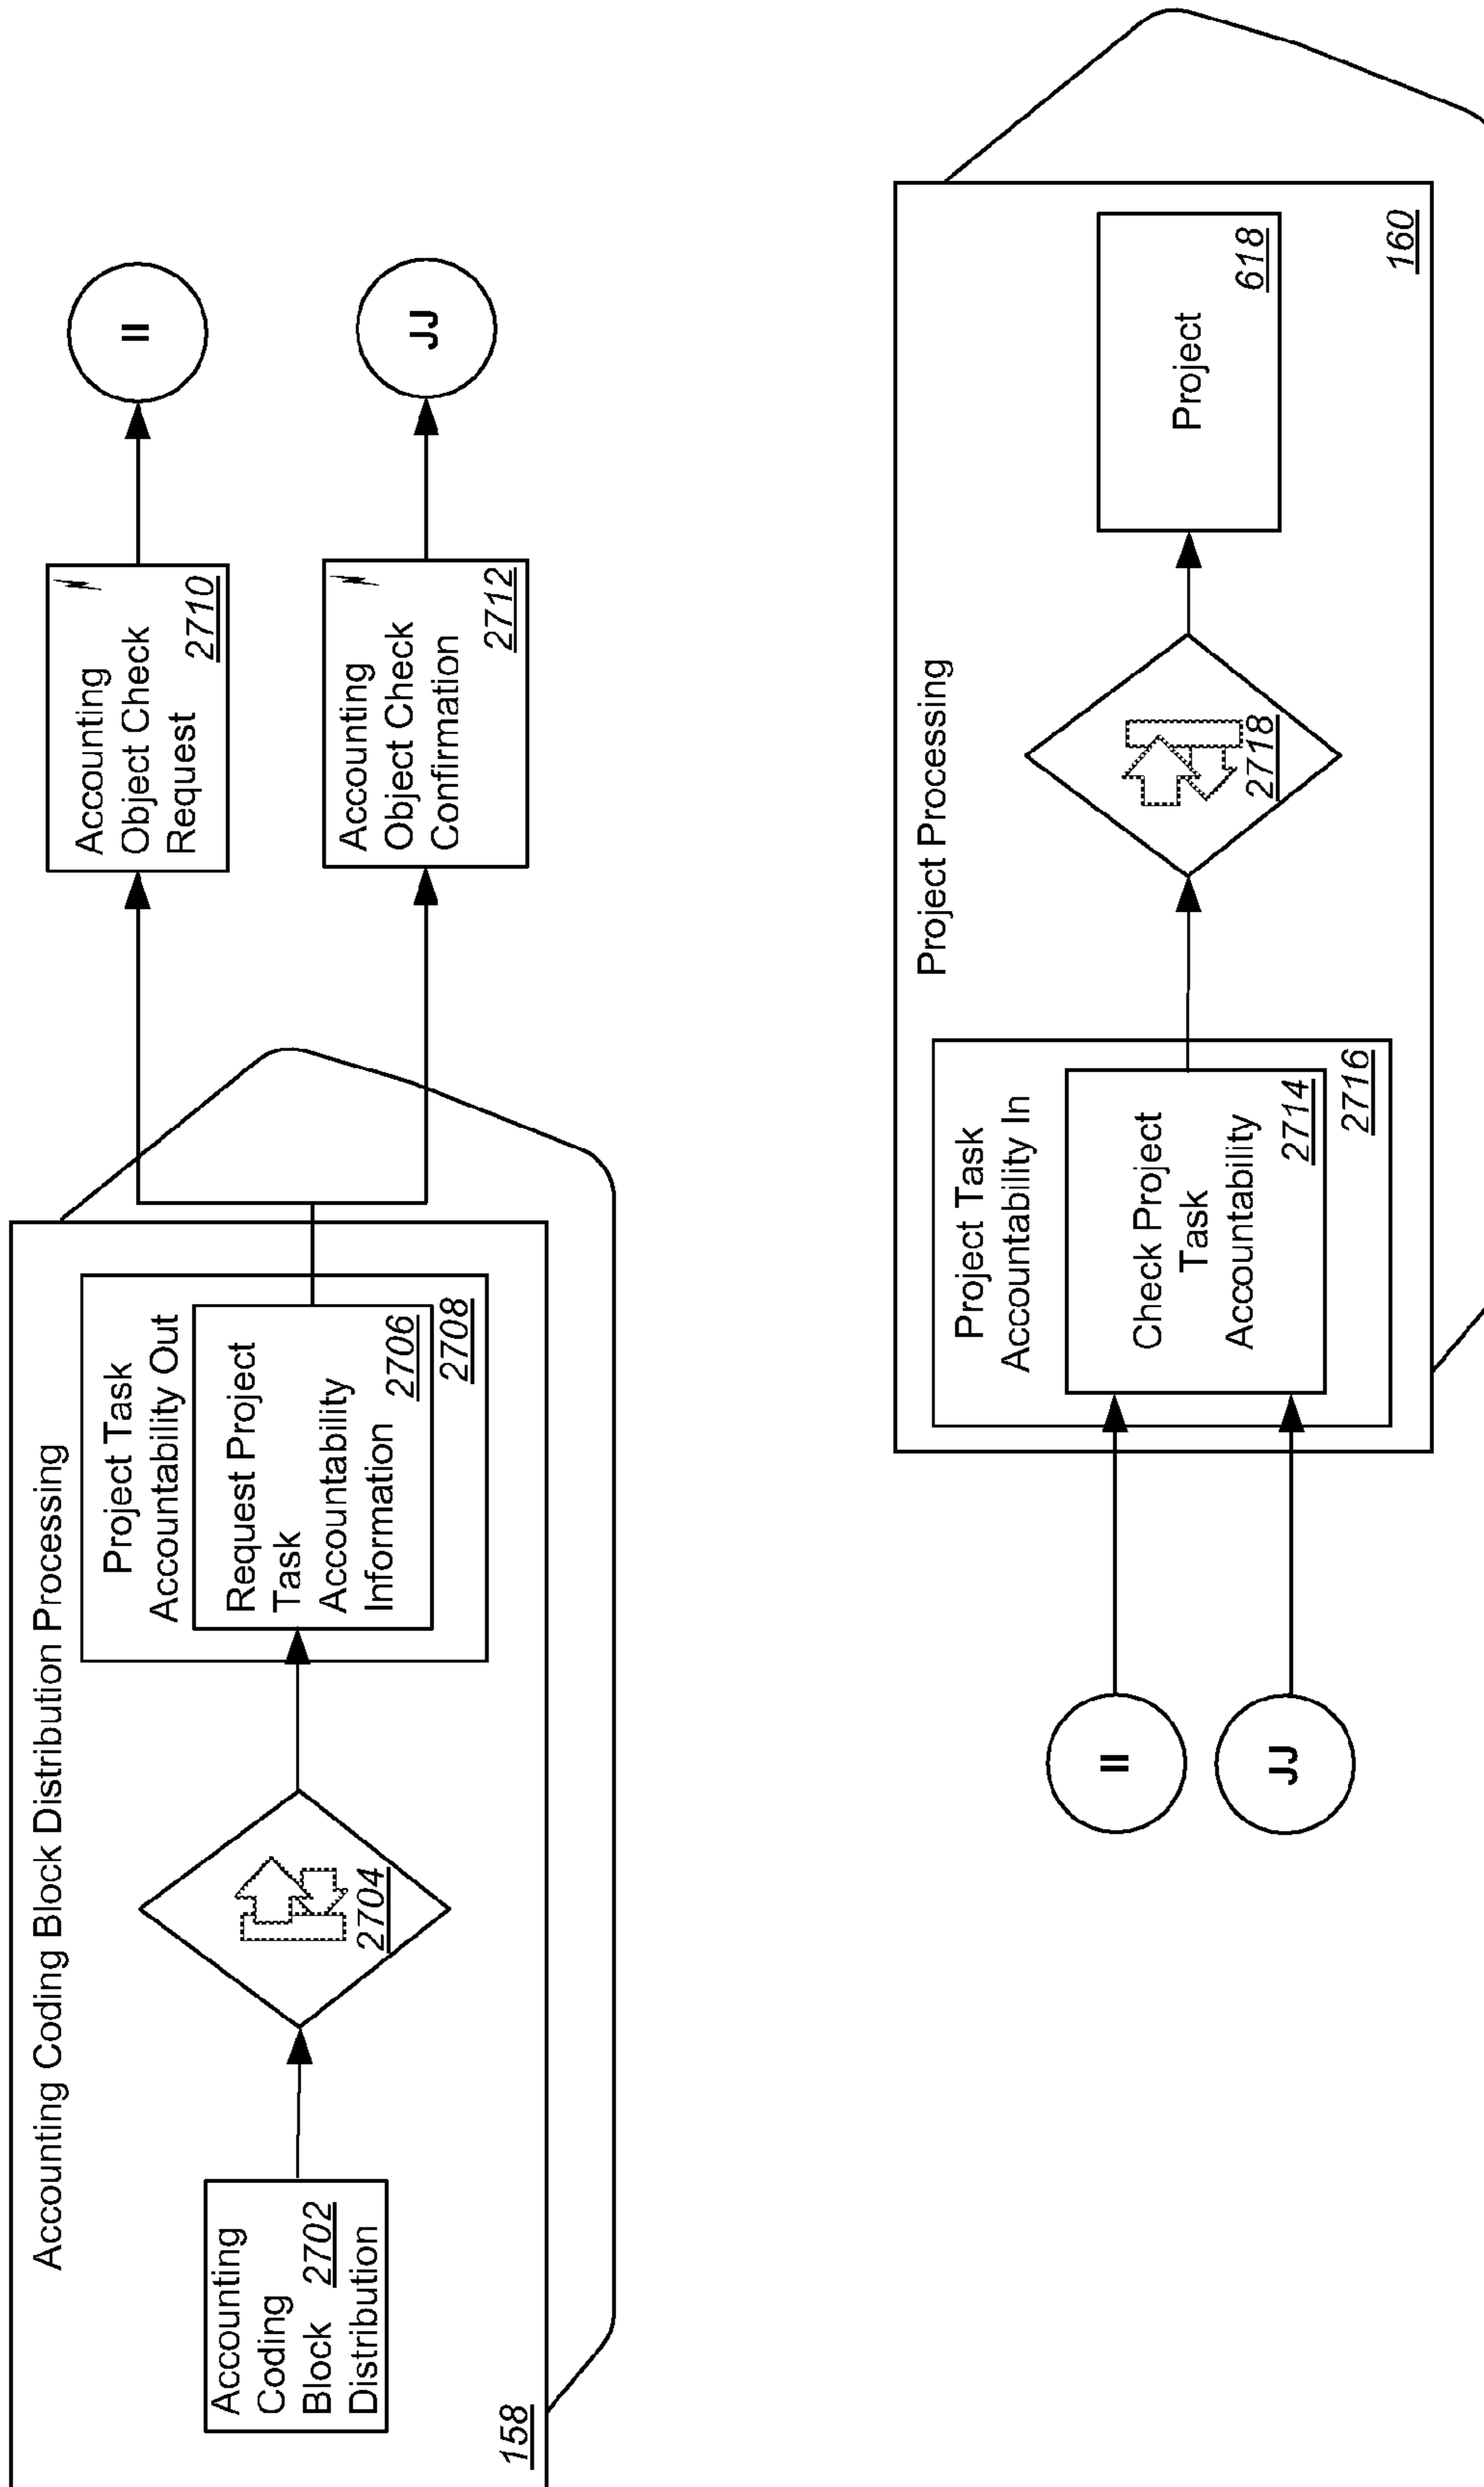 Accounting Coding Block Distribution Processing
Accounting
Coding
Block 2702
Distribution
2704
Project Task
Accountability Out
Request Project
Task
Accountability
Information 2706
2708
158
Accounting
Object Check
Request
2710
II
Accounting
Object Check
Confirmation
2712
JJ
II
JJ
Project Processing
Project Task
Accountability In
Check Project
Task
Accountability
2714
2716
2718
Project
618
160